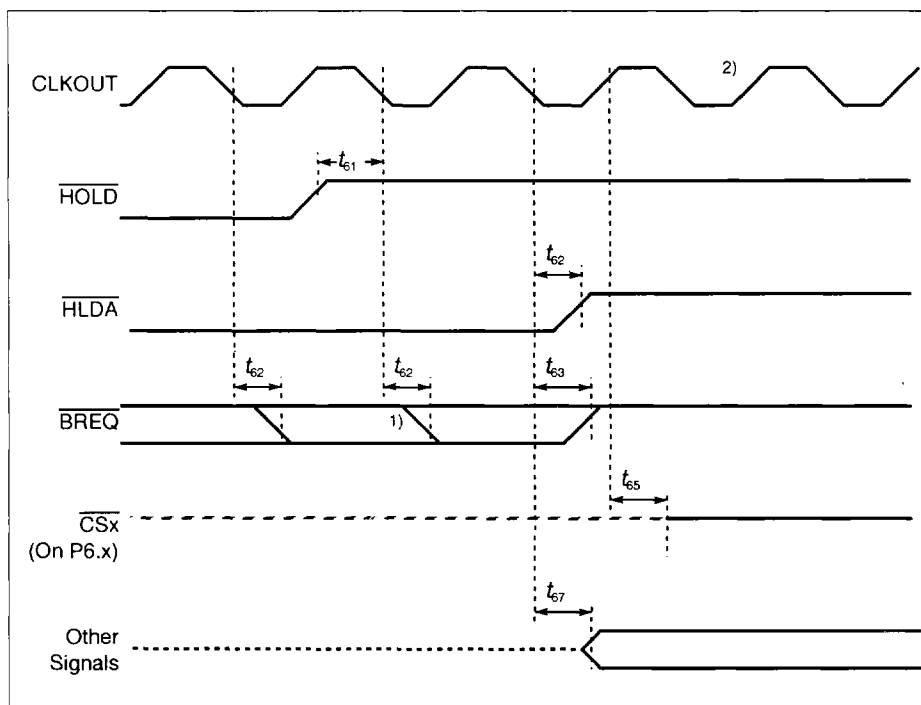 CLKOUT
2)
t61
HOLD
t62
HLDA
t62
t62
t63
BREQ
1)
t65
CSx
(On P6.x)
t67
Other
Signals